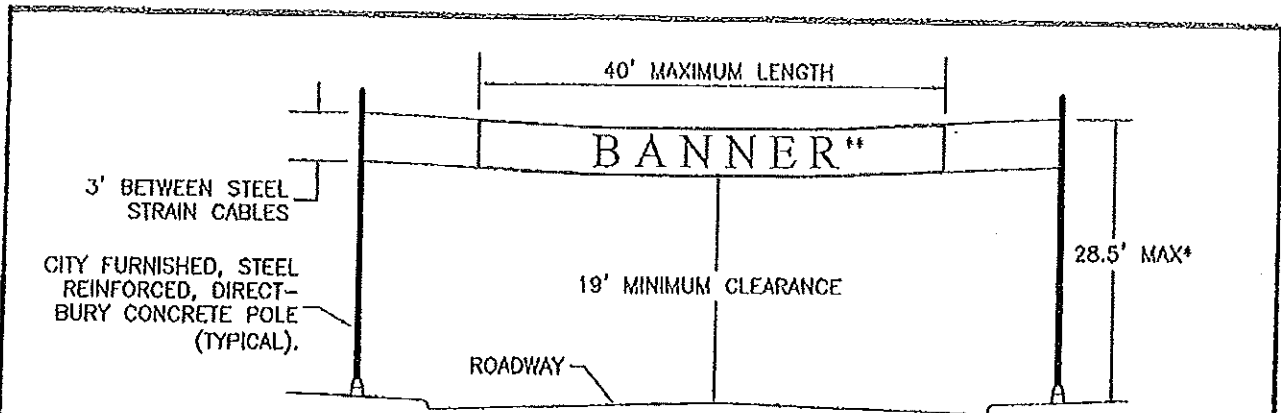 40' MAXIMUM LENGTH
BANNER**
3' BETWEEN STEEL
STRAIN CABLES
28.5' MAX*
CITY FURNISHED, STEEL
REINFORCED, DIRECT-
BURY CONCRETE POLE
(TYPICAL).
19' MINIMUM CLEARANCE
ROADWAY